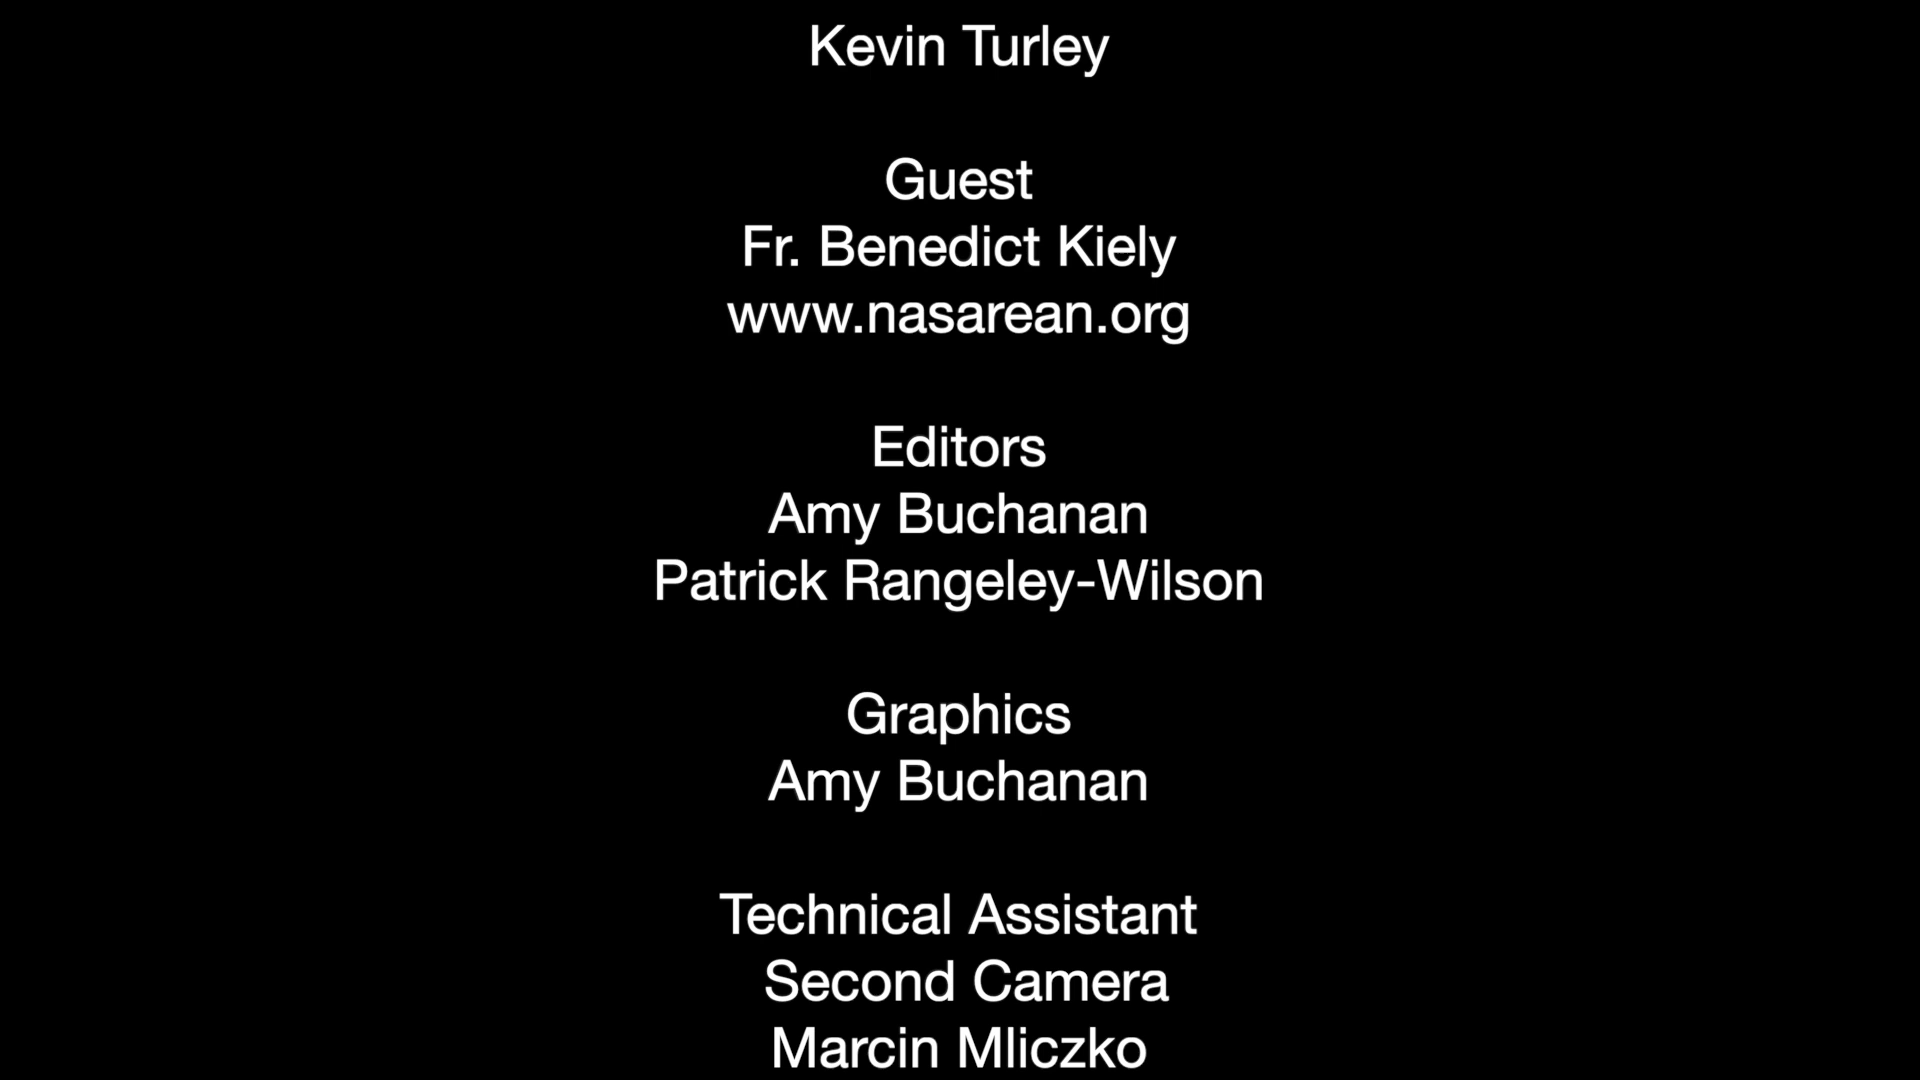 Kevin Turley
Guest
Fr. Benedict Kiely
www.nasarean.org
Editors
Amy Buchanan
Patrick Rangeley-Wilson
Graphics
Amy Buchanan
Technical Assistant
Second Camera
Marcin Mliczko